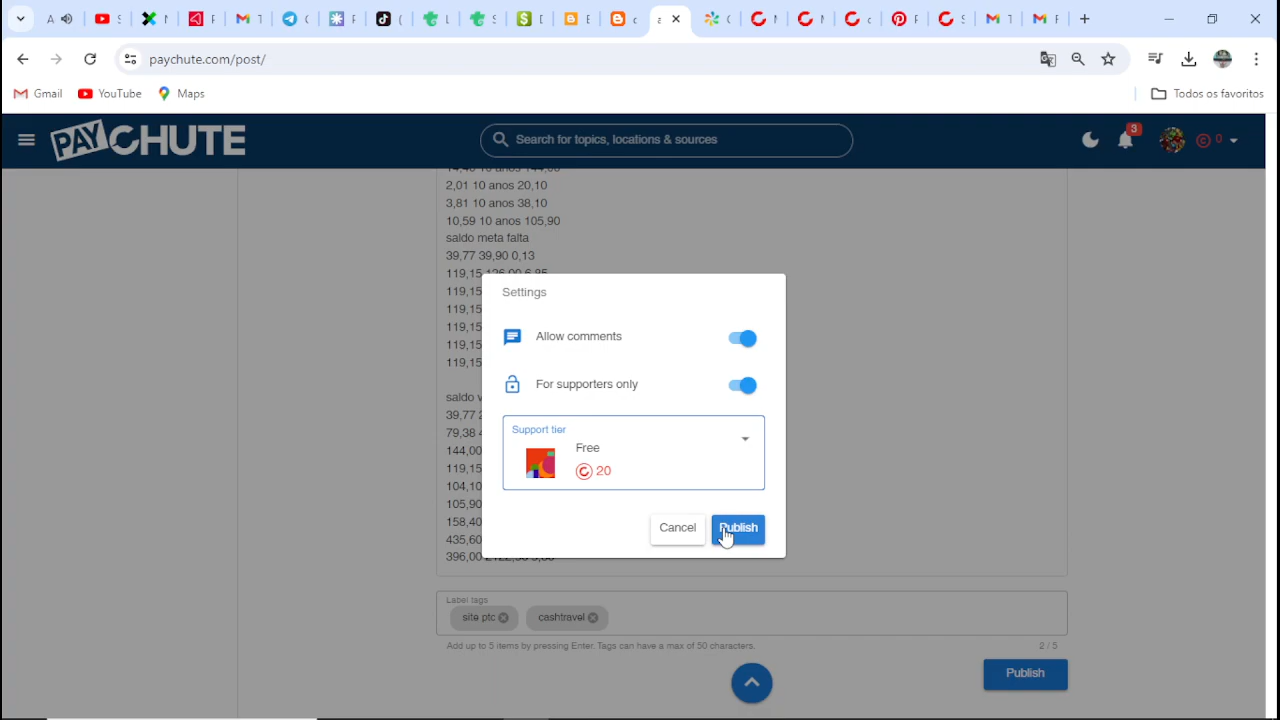 paychute.com/post/
Gmail
YouTube
Maps
Todos os favoritos
PAYCHUTE
Search for topics, locations & sources
3
0
2,01 10 anos 20,10
3,81 10 anos 38,10
10,59 10 anos 105,90
saldo meta falta
39,77 39,90 0,13
119,15
119,15
119,15
119,15
119,15
119,15
39,77
79,38
144,00
119,15
104,10
105,90
158,40
435,60
396,00
Settings
Allow comments
For supporters only
Support tier
Free
20
Cancel
Publish
Label tags
site ptc
cashtravel
Add up to 5 items by pressing Enter. Tags can have a max of 50 characters.
2 / 5
Publish